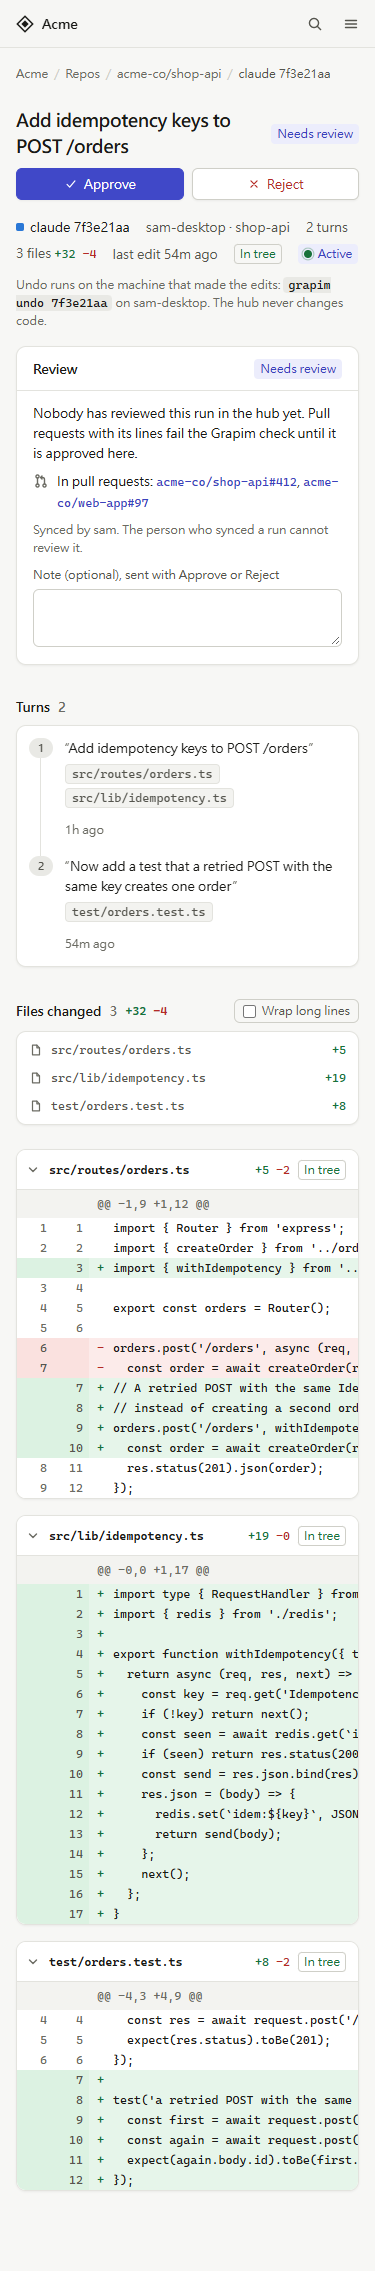 Acme
Acme / Repos / acme-co/shop-api / claude 7f3e21aa
Add idempotency keys to
POST /orders
Needs review
Approve
Reject
claude 7f3e21aa sam-desktop · shop-api 2 turns
3 files +32 −4 last edit 54m ago In tree Active
Undo runs on the machine that made the edits: grapim
undo 7f3e21aa on sam-desktop. The hub never changes
code.
Review
Needs review
Nobody has reviewed this run in the hub yet. Pull
requests with its lines fail the Grapim check until it
is approved here.
In pull requests: acme-co/shop-api#412, acme-
co/web-app#97
Synced by sam. The person who synced a run cannot
review it.
Note (optional), sent with Approve or Reject
Turns 2
1 “Add idempotency keys to POST /orders”
src/routes/orders.ts
src/lib/idempotency.ts
1h ago
2 “Now add a test that a retried POST with the
same key creates one order”
test/orders.test.ts
54m ago
Files changed 3 +32 −4 Wrap long lines
src/routes/orders.ts +5
src/lib/idempotency.ts +19
test/orders.test.ts +8
src/routes/orders.ts +5 −2 In tree
@@ −1,9 +1,12 @@
1 1 import { Router } from 'express';
2 2 import { createOrder } from '../ord
3 + import { withIdempotency } from '..
3 4
4 5 export const orders = Router();
5 6
6 − orders.post('/orders', async (req,
7 − const order = await createOrder(r
7 + // A retried POST with the same Ide
8 + // instead of creating a second ord
9 + orders.post('/orders', withIdempote
10 + const order = await createOrder(r
8 11 res.status(201).json(order);
9 12 });
src/lib/idempotency.ts +19 −0 In tree
@@ −0,0 +1,17 @@
1 + import type { RequestHandler } from
2 + import { redis } from './redis';
3 +
4 + export function withIdempotency({ t
5 + return async (req, res, next) =>
6 + const key = req.get('Idempotenc
7 + if (!key) return next();
8 + const seen = await redis.get(`i
9 + if (seen) return res.status(200
10 + const send = res.json.bind(res)
11 + res.json = (body) => {
12 + redis.set(`idem:${key}`, JSON
13 + return send(body);
14 + };
15 + next();
16 + };
17 + }
test/orders.test.ts +8 −2 In tree
@@ −4,3 +4,9 @@
4 4 const res = await request.post('/
5 5 expect(res.status).toBe(201);
6 6 });
7 +
8 + test('a retried POST with the same
9 + const first = await request.post(
10 + const again = await request.post(
11 + expect(again.body.id).toBe(first.
12 + });